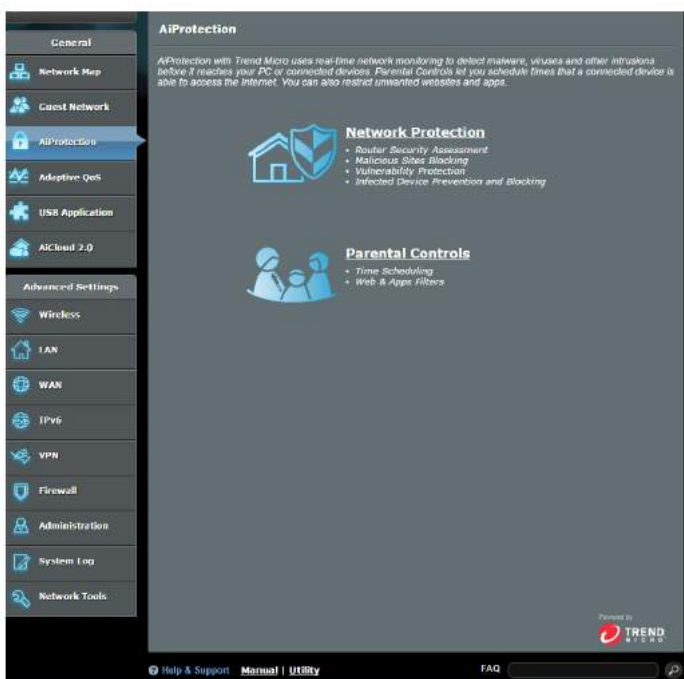 General
Network Map
Guest Network
AiProtection
Adaptive QoS
USB Application
AiCloud 2.0
Advanced Settings
Wireless
LAN
WAN
IPv6
VPN
Firewall
Administration
System Log
Network Tools
AiProtection
AiProtection with Trend Micro uses real-time network monitoring to detect malware, viruses and other intrusions
before it reaches your PC or connected devices. Parental Controls let you schedule times that a connected device is
able to access the Internet. You can also restrict unwanted websites and apps.
Network Protection
• Router Security Assessment
• Malicious Sites Blocking
• Vulnerability Protection
• Infected Device Prevention and Blocking
Parental Controls
• Time Scheduling
• Web & Apps Filters
Powered by
TREND
MICRO
Help & Support Manual | Utility FAQ